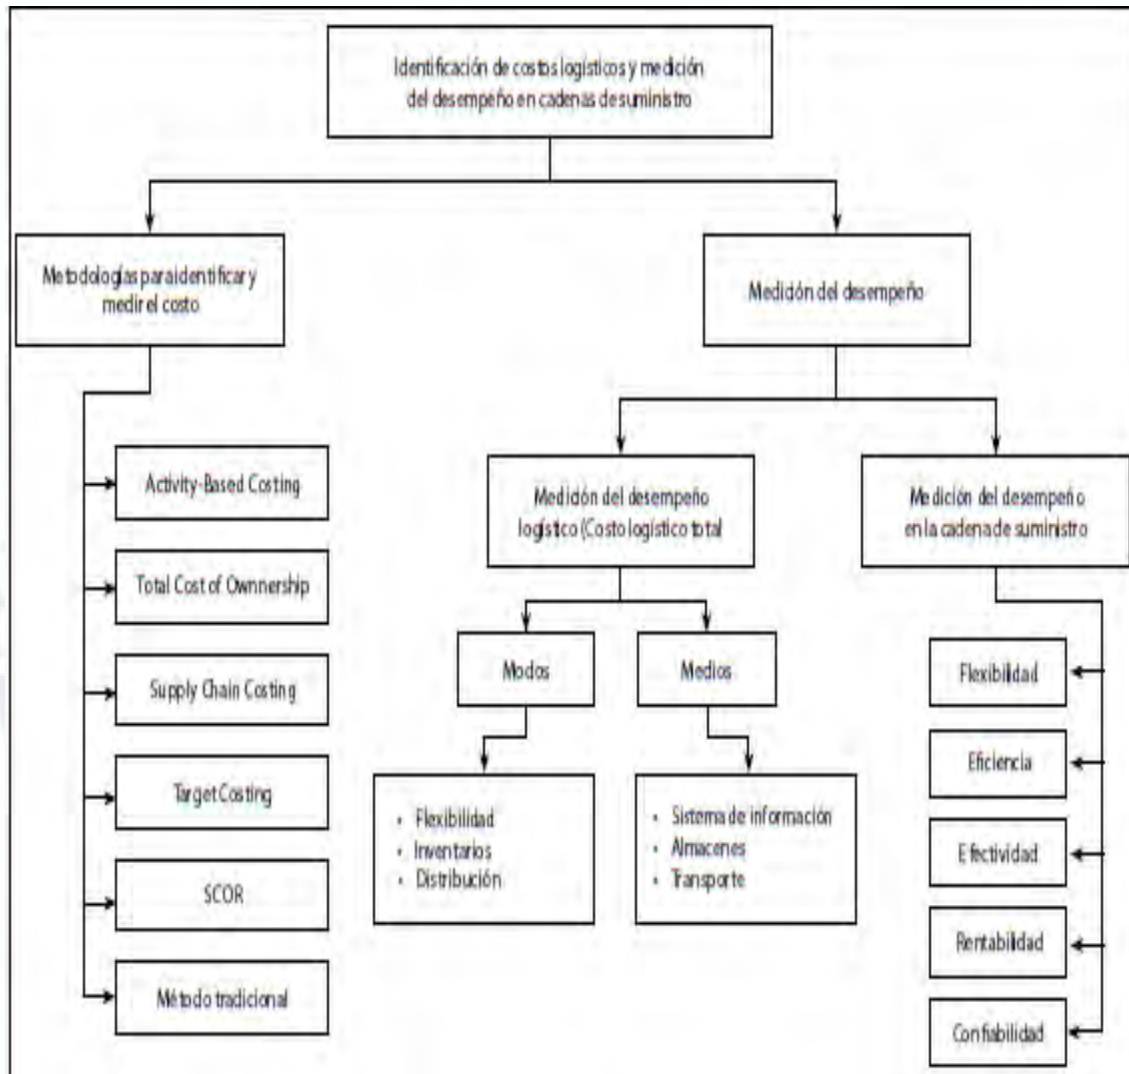 Identificación de costos logísticos y medición
del desempeño en cadenas de suministro
Metodologías para identificar y
medir el costo
Medición del desempeño
Activity-Based Costing
Total Cost of Ownnership
Supply Chain Costing
Target Costing
SCOR
Método tradicional
Medición del desempeño
logístico (Costo logístico total
Modos
Medios
• Flexibilidad
• Inventarios
• Distribución
• Sistema de información
• Almacenes
• Transporte
Medición del desempeño
en la cadena de suministro
Flexibilidad
Eficiencia
Efectividad
Rentabilidad
Confiabilidad